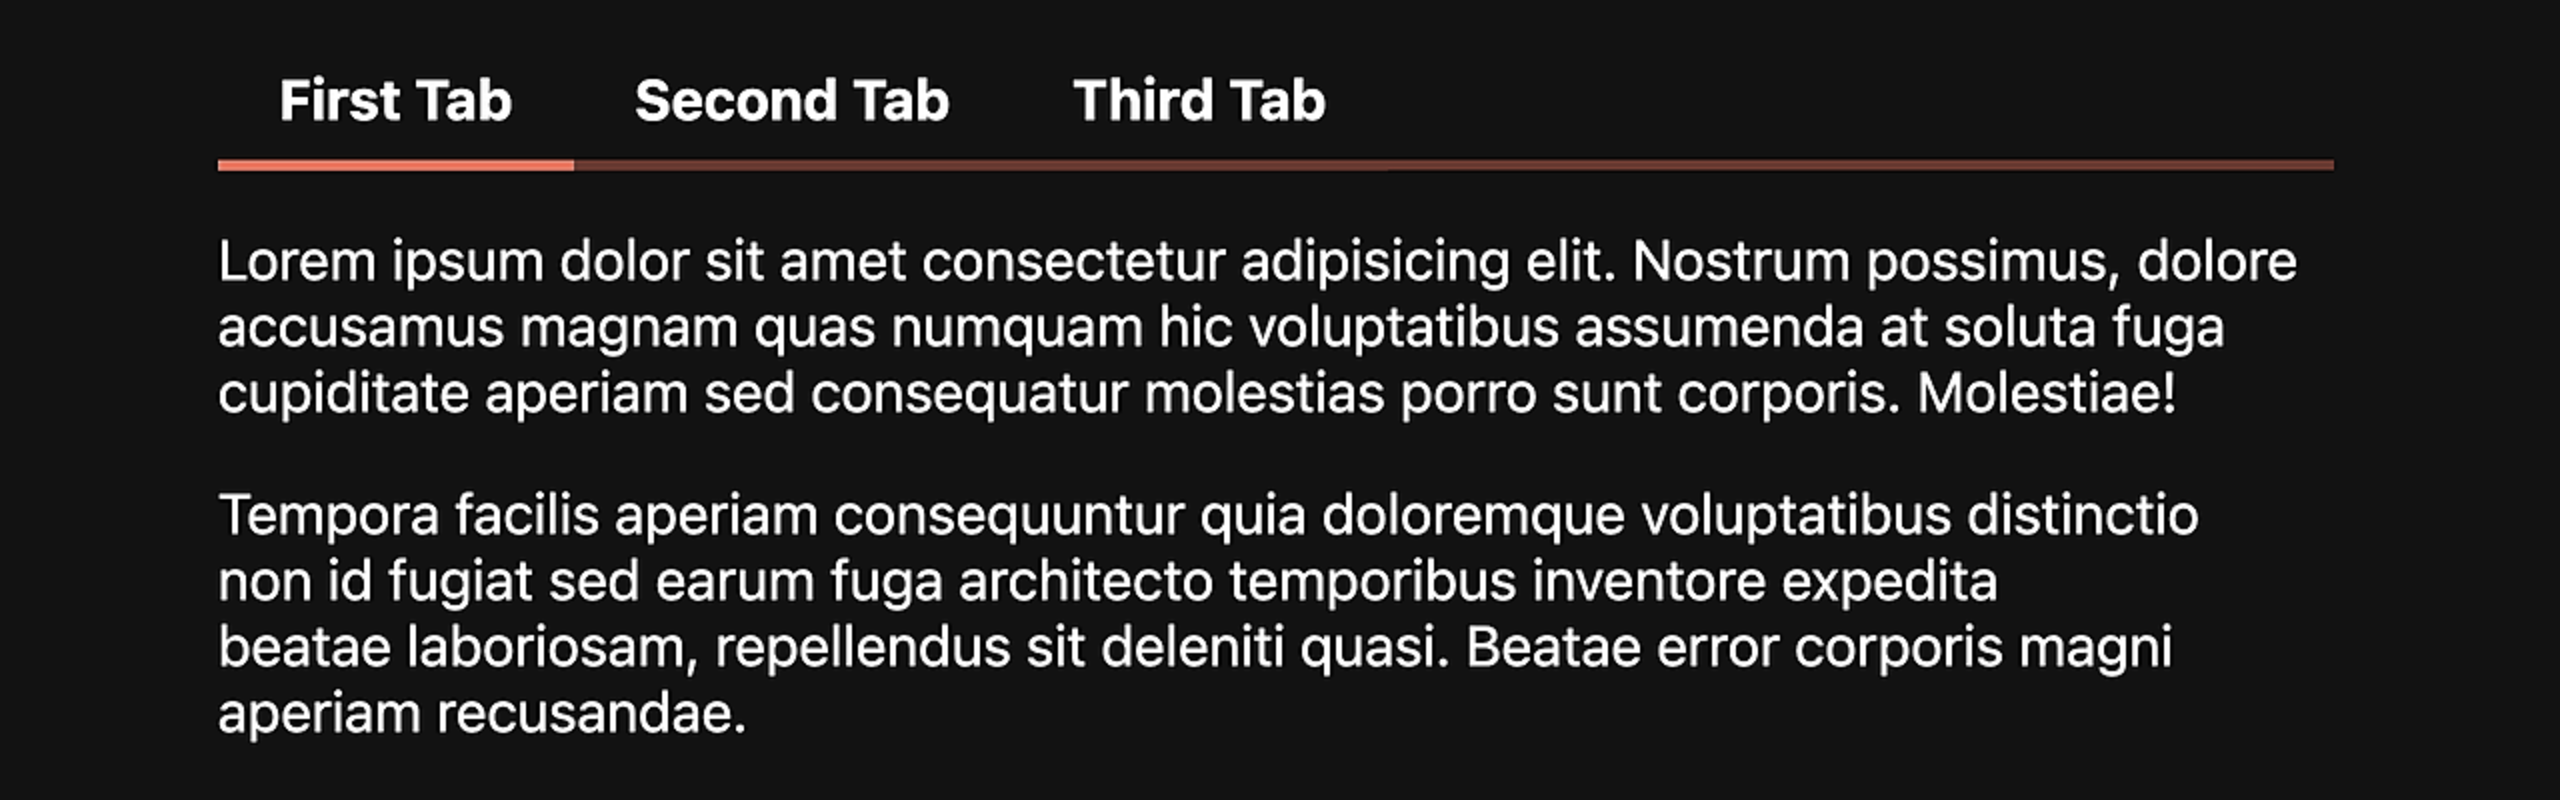 First Tab Second Tab Third Tab
Lorem ipsum dolor sit amet consectetur adipisicing elit. Nostrum possimus, dolore
accusamus magnam quas numquam hic voluptatibus assumenda at soluta fuga
cupiditate aperiam sed consequatur molestias porro sunt corporis. Molestiae!
Tempora facilis aperiam consequuntur quia doloremque voluptatibus distinctio
non id fugiat sed earum fuga architecto temporibus inventore expedita
beatae laboriosam, repellendus sit deleniti quasi. Beatae error corporis magni
aperiam recusandae.